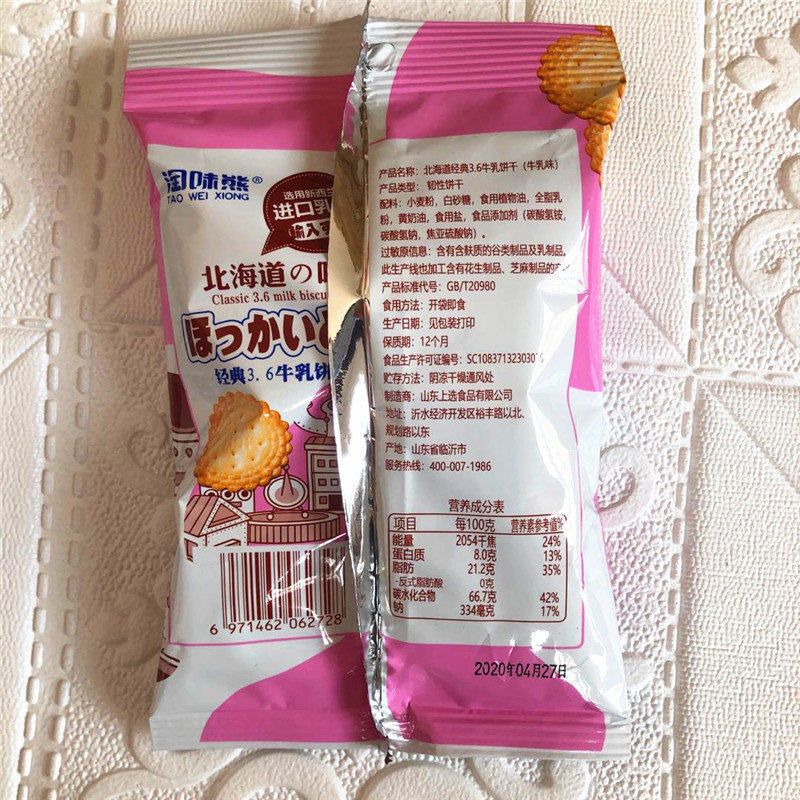 淘味熊®
TAO WEI XIONG
选用新西兰
进口乳
输入
北海道の
Classic 3.6 milk biscu
ほっかい
轻典3.6牛乳饼
6 971462 062728
产品名称：北海道经典3.6牛乳饼干（牛乳味）
产品类型：韧性饼干
配料：小麦粉，白砂糖，食用植物油，全脂乳
粉，黄奶油，食用盐，食品添加剂（碳酸氢铵，
碳酸氢钠，焦亚硫酸钠）。
过敏原信息：含有含麸质的谷类制品及乳制品，
此生产线也加工含有花生制品、芝麻制品的
产品标准代号：GB/T20980
食用方法：开袋即食
生产日期：见包装打印
保质期：12个月
食品生产许可证编号：SC1083713230307
贮存方法：阴凉干燥通风处
制造商：山东上选食品有限公司
地址：沂水经济开发区裕丰路以北、
规划路以东
产地：山东省临沂市
服务热线：400-007-1986
营养成分表
项目 每100克 营养素参考值%
能量 2054千焦 24%
蛋白质 8.0克 13%
脂肪 21.2克 35%
-反式脂肪酸 0克
碳水化合物 66.7克 42%
钠 334毫克 17%
2020年04月27日